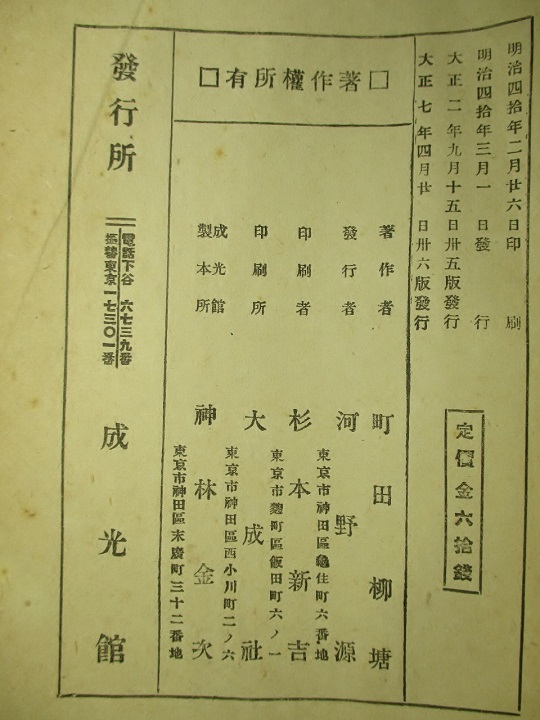 明治四拾年二月廿六日印刷
明治四拾年三月一日發行
大正二年九月十五日卅五版發行
大正七年四月廿日卅六版發行
定價金六拾錢
□著作權所有□
著作者 町田柳塘
發行者 河野源
東京市神田區龜住町六番地
印刷者 杉本新吉
東京市麴町區飯田町六ノ一
印刷所 大成社
東京市神田區西小川町二ノ六
成光館製本所 神林金次
東京市神田區末廣町三十二番地
發行所 成光館
電話下谷 六七三九番
振替東京一七三〇一番